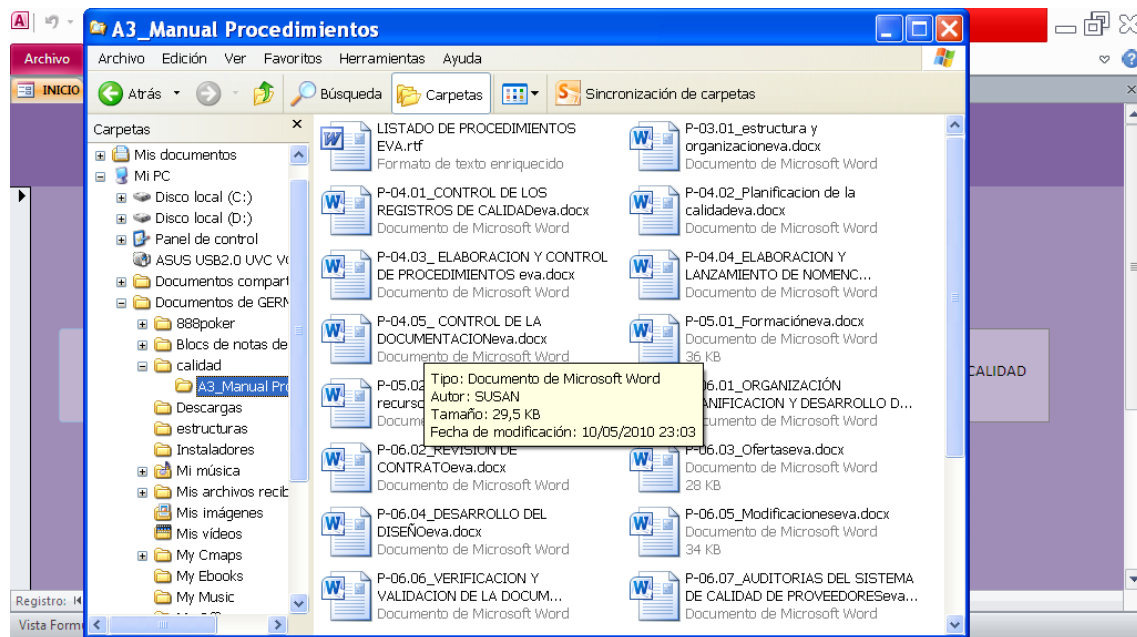 A3_Manual Procedimientos
Archivo
Archivo Edición Ver Favoritos Herramientas Ayuda
INICIO
Atrás Búsqueda Carpetas Sincronización de carpetas
Carpetas
Mis documentos
Mi PC
Disco local (C:)
Disco local (D:)
Panel de control
ASUS USB2.0 UVC
Documentos compart
Documentos de GERM
888poker
Blocs de notas de
calidad
A3_Manual Pro
Descargas
estructuras
Instaladores
Mi música
Mis archivos recib
Mis imágenes
Mis vídeos
My Cmaps
My Ebooks
My Music
LISTADO DE PROCEDIMIENTOS
EVA.rtf
Formato de texto enriquecido
P-03.01_estructura y
organizacioneva.docx
Documento de Microsoft Word
P-04.01_CONTROL DE LOS
REGISTROS DE CALIDADeva.docx
Documento de Microsoft Word
P-04.02_Planificacion de la
calidadeva.docx
Documento de Microsoft Word
P-04.03_ ELABORACION Y CONTROL
DE PROCEDIMIENTOS eva.docx
Documento de Microsoft Word
P-04.04_ELABORACION Y
LANZAMIENTO DE NOMENC...
Documento de Microsoft Word
P-04.05_ CONTROL DE LA
DOCUMENTACIONeva.docx
Documento de Microsoft Word
P-05.01_Formacióneva.docx
Documento de Microsoft Word
36 KB
P-05.02
recurso
Docume
Tipo: Documento de Microsoft Word
Autor: SUSAN
Tamaño: 29,5 KB
Fecha de modificación: 10/05/2010 23:03
06.01_ORGANIZACIÓN
ANIFICACION Y DESARROLLO D...
cumento de Microsoft Word
P-06.02_REVISION DE
CONTRATOeva.docx
Documento de Microsoft Word
P-06.03_Ofertaseva.docx
Documento de Microsoft Word
28 KB
P-06.04_DESARROLLO DEL
DISEÑOeva.docx
Documento de Microsoft Word
P-06.05_Modificacioneseva.docx
Documento de Microsoft Word
34 KB
P-06.06_VERIFICACION Y
VALIDACION DE LA DOCUM...
Documento de Microsoft Word
P-06.07_AUDITORIAS DEL SISTEMA
DE CALIDAD DE PROVEEDORESeva...
Documento de Microsoft Word
CALIDAD
Registro:
Vista Form